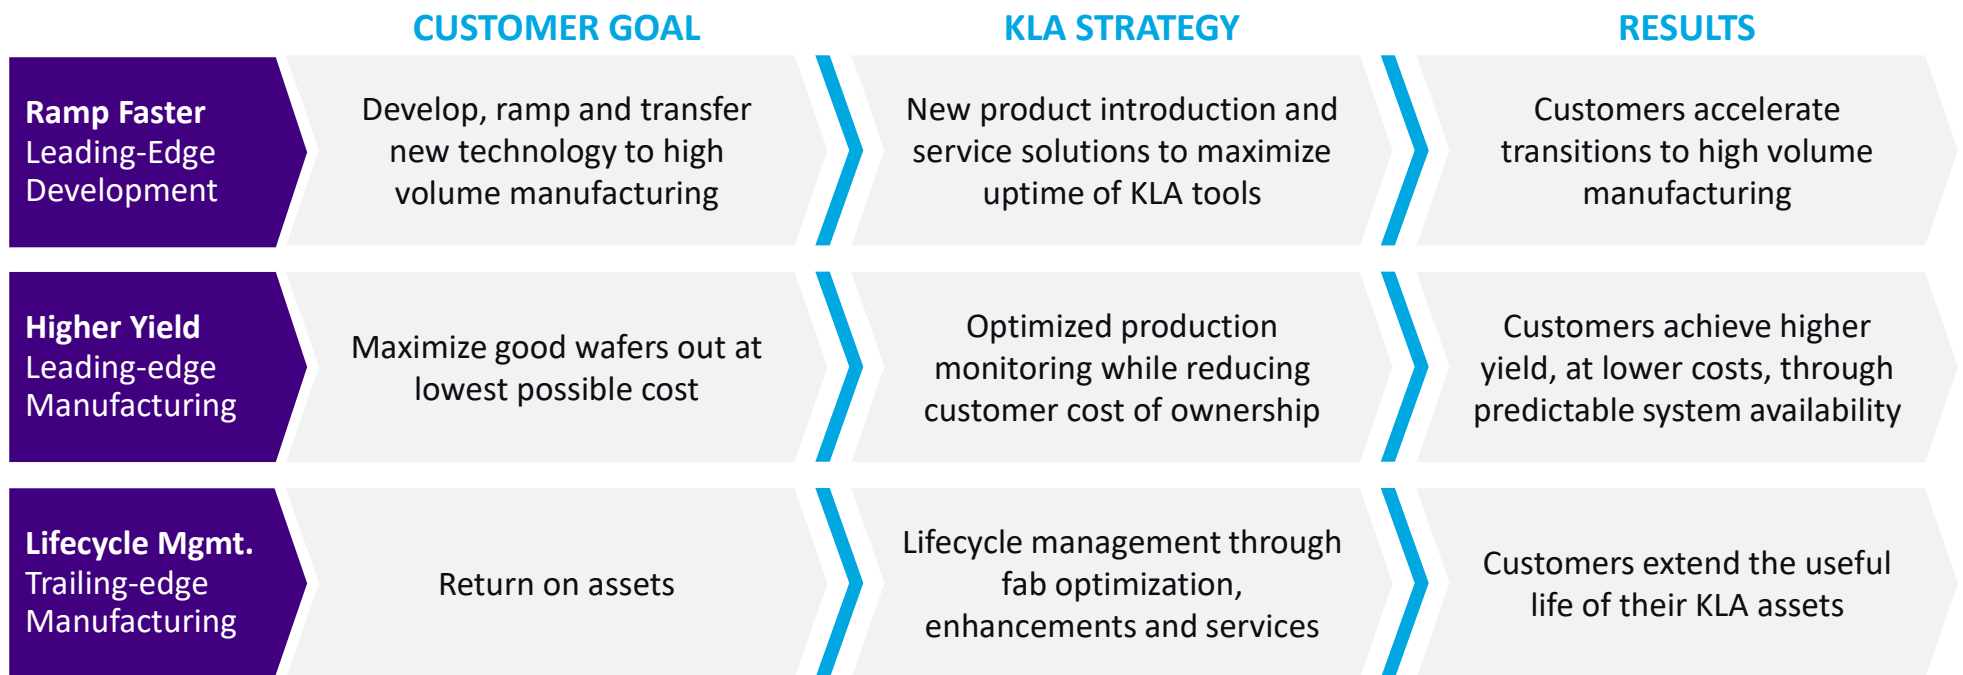 CUSTOMER GOAL
KLA STRATEGY
RESULTS
Ramp Faster
Leading-Edge
Development
Develop, ramp and transfer
new technology to high
volume manufacturing
New product introduction and
service solutions to maximize
uptime of KLA tools
Customers accelerate
transitions to high volume
manufacturing
Higher Yield
Leading-edge
Manufacturing
Maximize good wafers out at
lowest possible cost
Optimized production
monitoring while reducing
customer cost of ownership
Customers achieve higher
yield, at lower costs, through
predictable system availability
Lifecycle Mgmt.
Trailing-edge
Manufacturing
Return on assets
Lifecycle management through
fab optimization,
enhancements and services
Customers extend the useful
life of their KLA assets